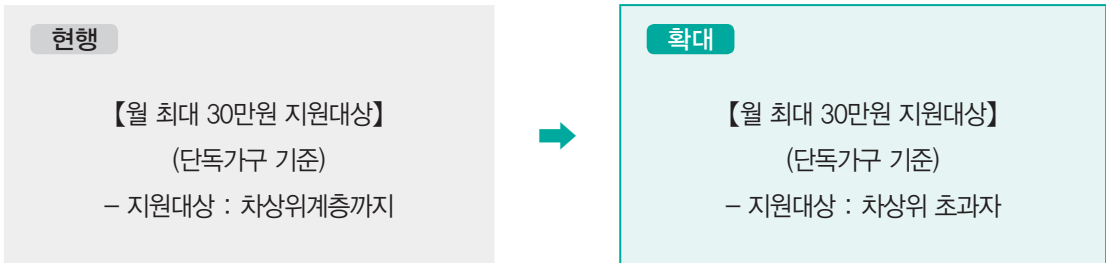 현행
【월 최대 30만원 지원대상】
(단독가구 기준)
– 지원대상 : 차상위계층까지
확대
【월 최대 30만원 지원대상】
(단독가구 기준)
– 지원대상 : 차상위 초과자